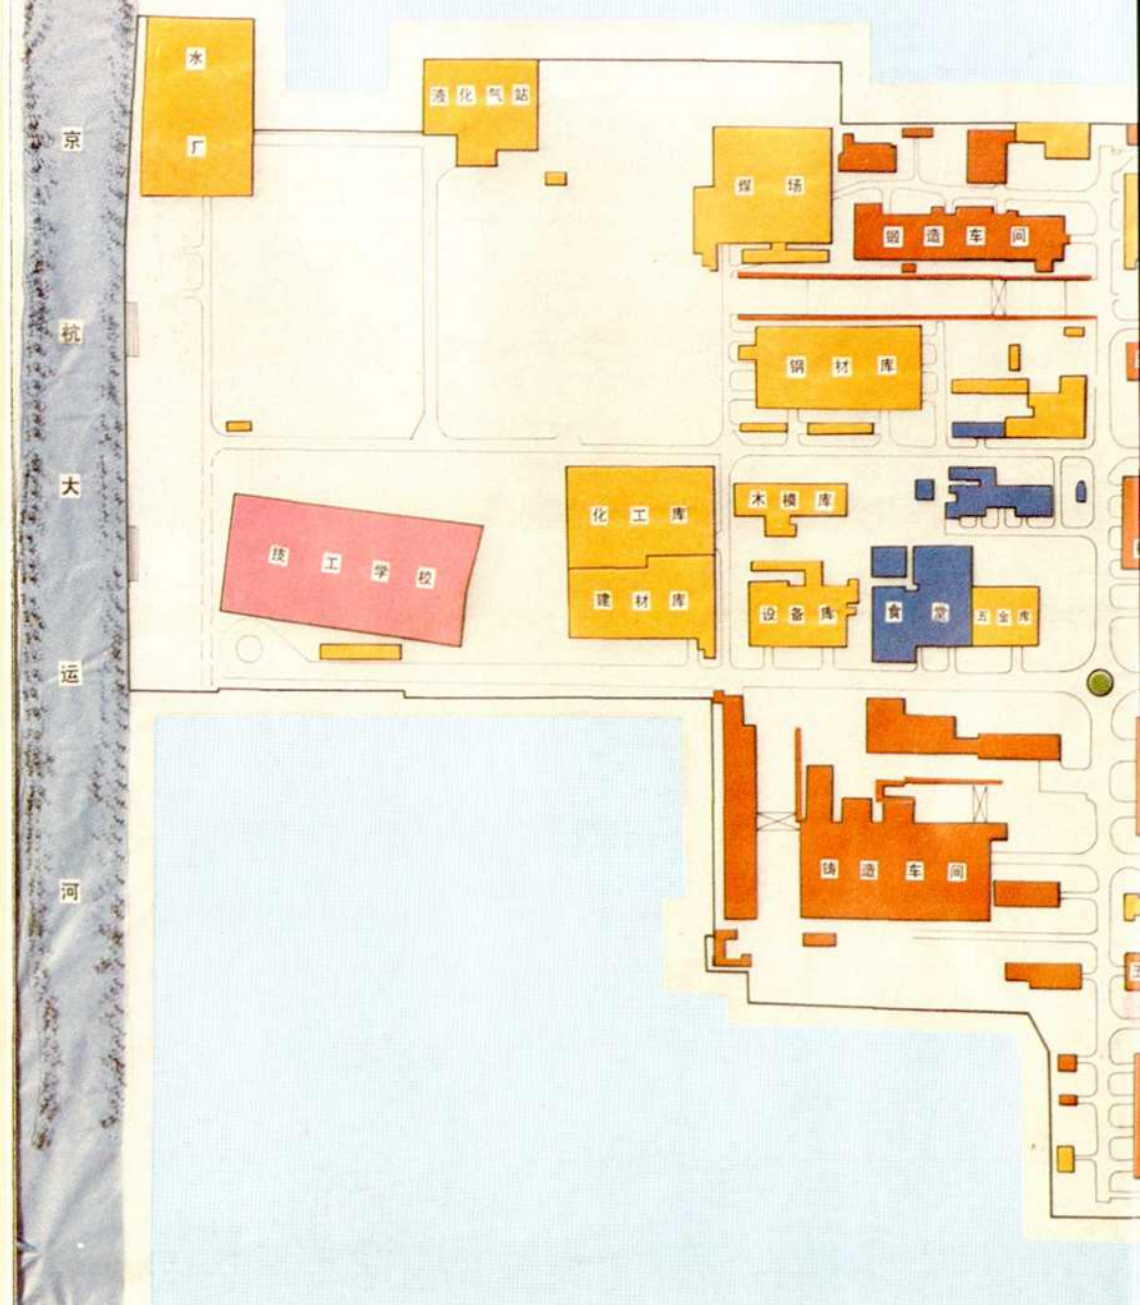 水厂
液化气站
京杭大运河
煤场
锻造车间
钢材库
化工库
木模库
技工学校
建材库
设备库
食堂
五金库
铸造车间